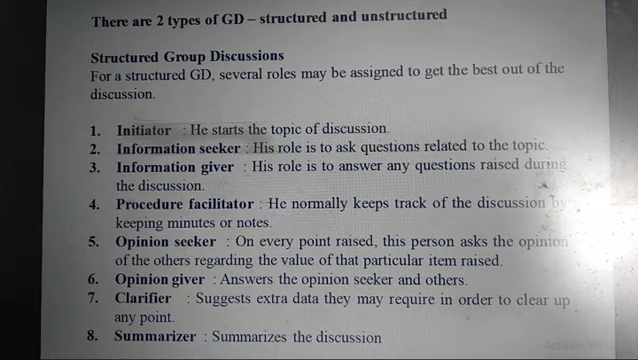 There are 2 types of GD – structured and unstructured
Structured Group Discussions
For a structured GD, several roles may be assigned to get the best out of the
discussion.
1. Initiator : He starts the topic of discussion.
2. Information seeker : His role is to ask questions related to the topic.
3. Information giver : His role is to answer any questions raised during
the discussion.
4. Procedure facilitator : He normally keeps track of the discussion by
keeping minutes or notes.
5. Opinion seeker : On every point raised, this person asks the opinion
of the others regarding the value of that particular item raised.
6. Opinion giver : Answers the opinion seeker and others.
7. Clarifier : Suggests extra data they may require in order to clear up
any point.
8. Summarizer : Summarizes the discussion
Activate